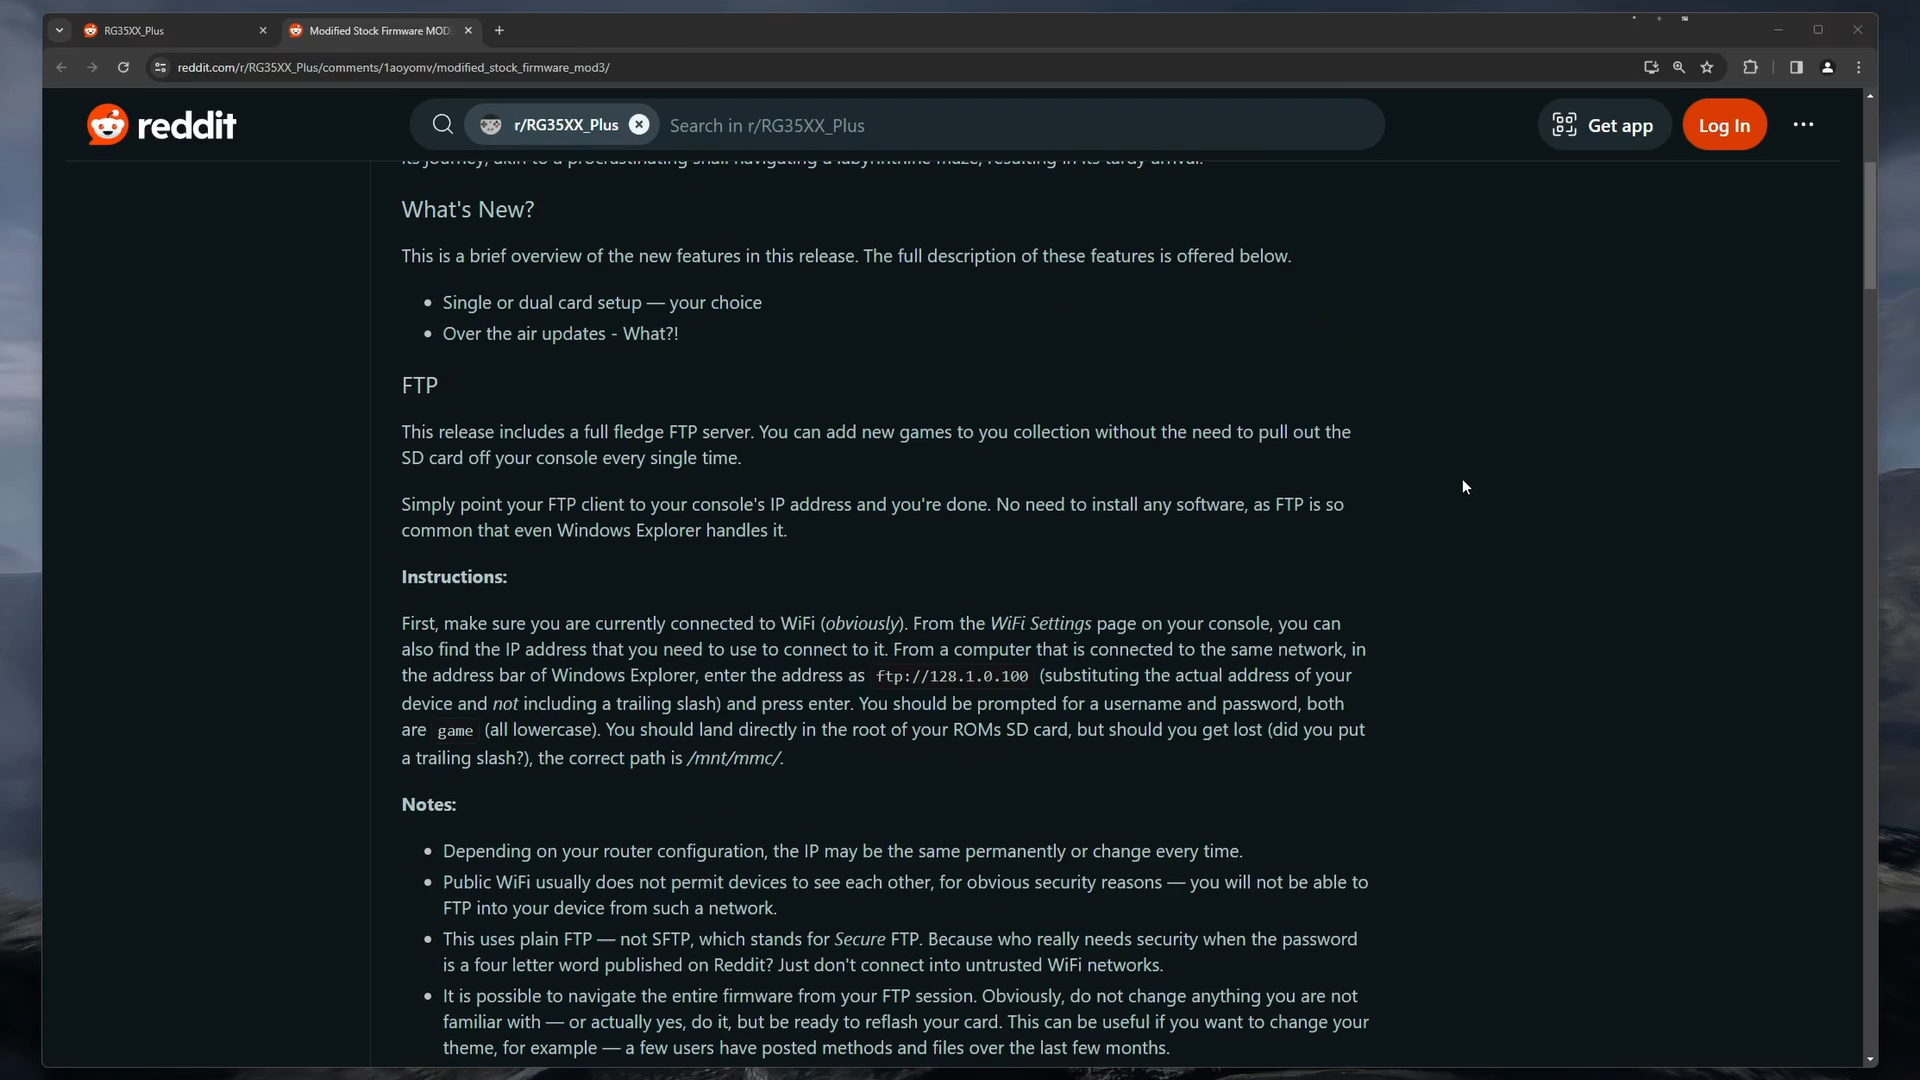 RG35XX_Plus
Modified Stock Firmware MOD
reddit.com/r/RG35XX_Plus/comments/1aoyomv/modified_stock_firmware_mod3/
reddit
r/RG35XX_Plus
Search in r/RG35XX_Plus
Get app
Log In
its journey, akin to a procrastinating snail navigating a labyrinthine maze, resulting in its tardy arrival.
What's New?
This is a brief overview of the new features in this release. The full description of these features is offered below.
• Single or dual card setup — your choice
• Over the air updates - What?!
FTP
This release includes a full fledge FTP server. You can add new games to you collection without the need to pull out the
SD card off your console every single time.
Simply point your FTP client to your console's IP address and you're done. No need to install any software, as FTP is so
common that even Windows Explorer handles it.
Instructions:
First, make sure you are currently connected to WiFi (obviously). From the WiFi Settings page on your console, you can
also find the IP address that you need to use to connect to it. From a computer that is connected to the same network, in
the address bar of Windows Explorer, enter the address as ftp://128.1.0.100 (substituting the actual address of your
device and not including a trailing slash) and press enter. You should be prompted for a username and password, both
are game (all lowercase). You should land directly in the root of your ROMs SD card, but should you get lost (did you put
a trailing slash?), the correct path is /mnt/mmc/.
Notes:
• Depending on your router configuration, the IP may be the same permanently or change every time.
• Public WiFi usually does not permit devices to see each other, for obvious security reasons — you will not be able to
FTP into your device from such a network.
• This uses plain FTP — not SFTP, which stands for Secure FTP. Because who really needs security when the password
is a four letter word published on Reddit? Just don't connect into untrusted WiFi networks.
• It is possible to navigate the entire firmware from your FTP session. Obviously, do not change anything you are not
familiar with — or actually yes, do it, but be ready to reflash your card. This can be useful if you want to change your
theme, for example — a few users have posted methods and files over the last few months.